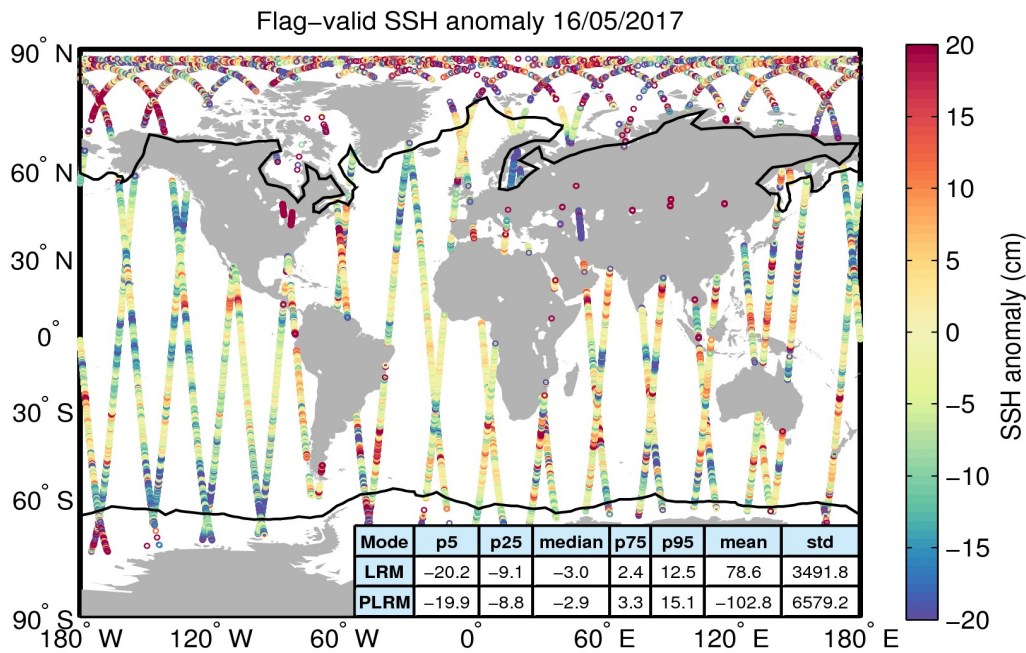 Flag−valid SSH anomaly 16/05/2017
90° N
60° N
30° N
0°
30° S
60° S
90° S
180° W
120° W
60° W
0°
60° E
120° E
180° E
Mode p5 p25 median p75 p95 mean std
LRM −20.2 −9.1 −3.0 2.4 12.5 78.6 3491.8
PLRM −19.9 −8.8 −2.9 3.3 15.1 −102.8 6579.2
20
15
10
5
0
−5
−10
−15
−20
SSH anomaly (cm)